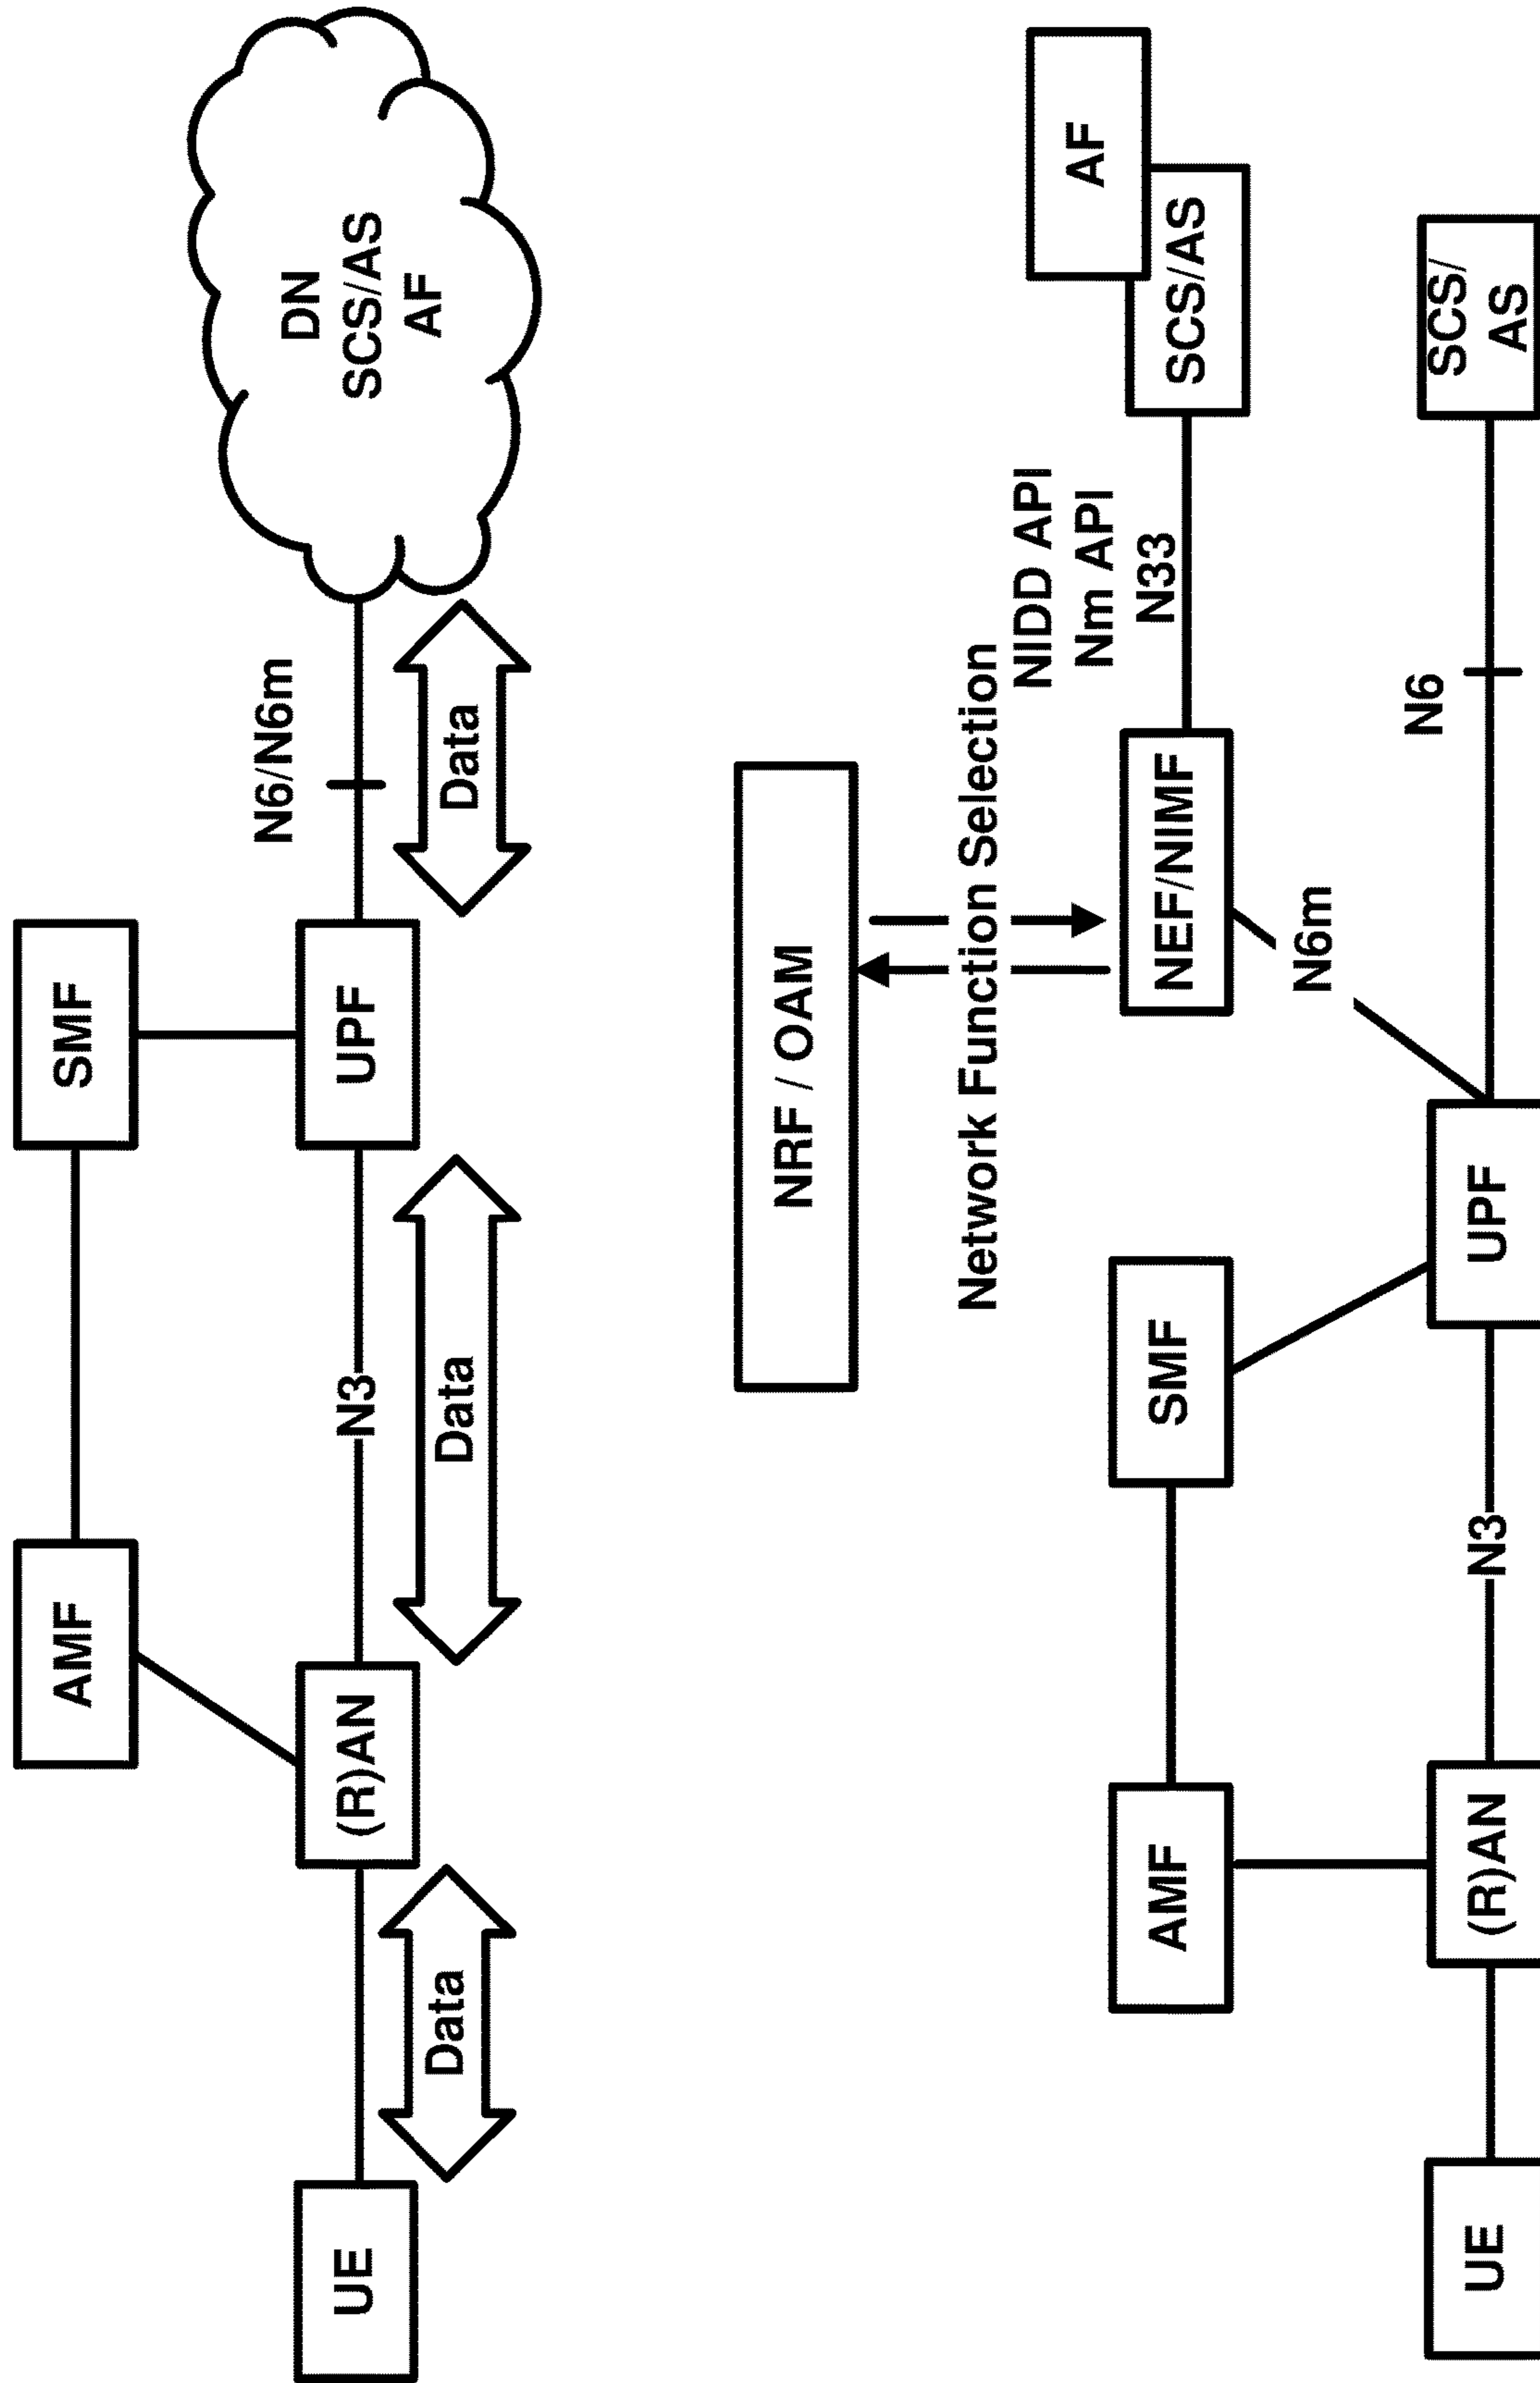 SMF
AMF
N6/N6m
UE
(R)AN
N3
UPF
DN
SCS/AS
AF
Data
Data
Data
NRF / OAM
Network Function Selection
NIDD API
Nm API
N33
AF
SCS/AS
NEF/NIMF
AMF
SMF
N6m
N6
UE
(R)AN
N3
UPF
SCS/
AS